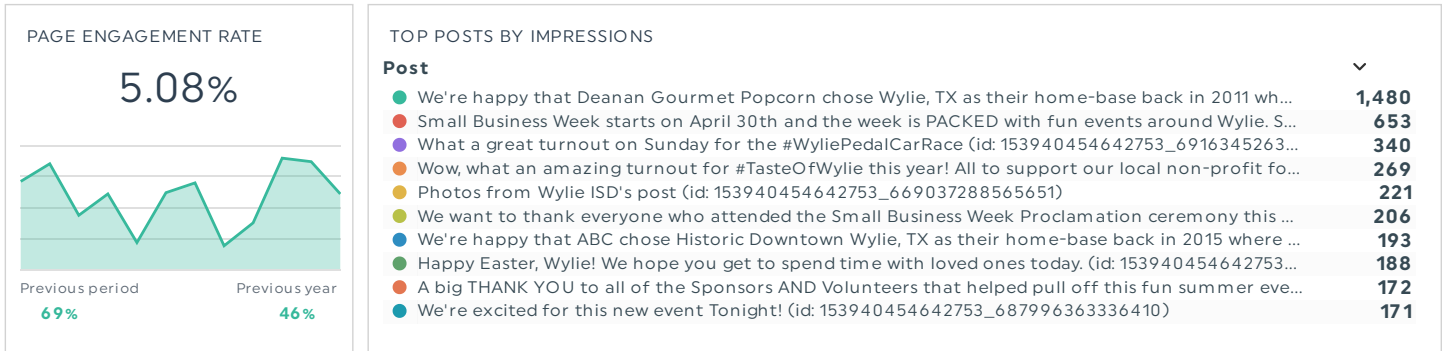 PAGE ENGAGEMENT RATE
5.08%
Previous period
Previous year
69%
46%
TOP POSTS BY IMPRESSIONS
Post
We're happy that Deanan Gourmet Popcorn chose Wylie, TX as their home-base back in 2011 wh... 1,480
Small Business Week starts on April 30th and the week is PACKED with fun events around Wylie. S... 653
What a great turnout on Sunday for the #WyliePedalCarRace (id: 153940454642753_6916345263... 340
Wow, what an amazing turnout for #TasteOfWylie this year! All to support our local non-profit fo... 269
Photos from Wylie ISD's post (id: 153940454642753_669037288565651) 221
We want to thank everyone who attended the Small Business Week Proclamation ceremony this ... 206
We're happy that ABC chose Historic Downtown Wylie, TX as their home-base back in 2015 where ... 193
Happy Easter, Wylie! We hope you get to spend time with loved ones today. (id: 153940454642753... 188
A big THANK YOU to all of the Sponsors AND Volunteers that helped pull off this fun summer eve... 172
We're excited for this new event Tonight! (id: 153940454642753_687996363336410) 171